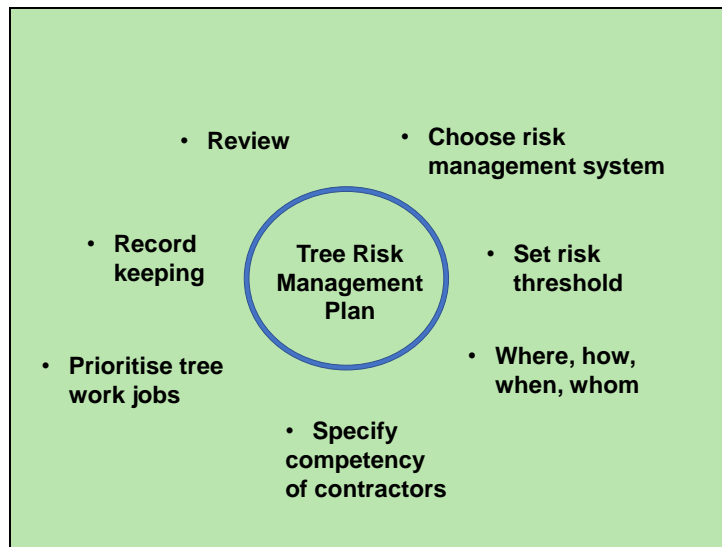 • Review
• Choose risk
management system
• Record
keeping
Tree Risk
Management
Plan
• Set risk
threshold
• Prioritise tree
work jobs
• Where, how,
when, whom
• Specify
competency
of contractors